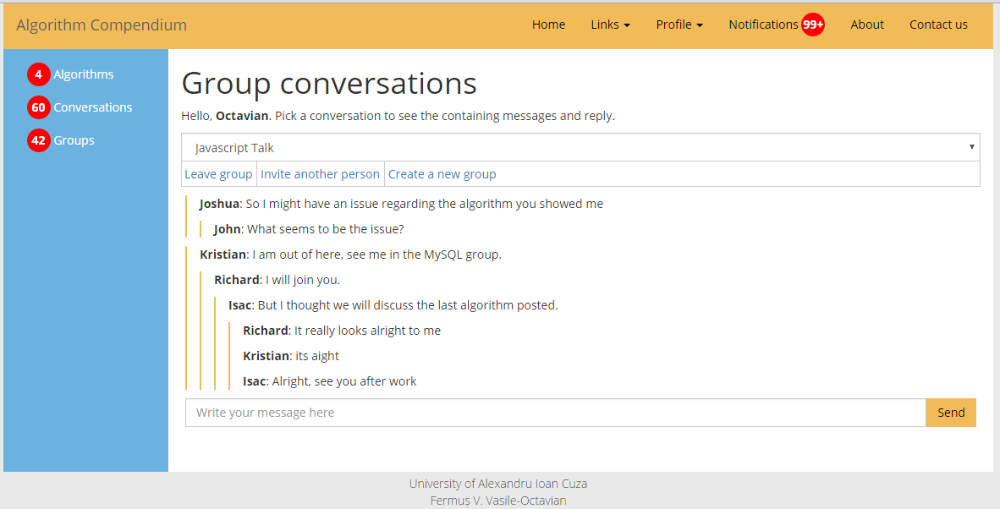 Algorithm Compendium Home Links Profile Notifications 99+ About Contact us
4 Algorithms
60 Conversations
42 Groups
Group conversations
Hello, Octavian. Pick a conversation to see the containing messages and reply.
Javascript Talk
Leave group Invite another person Create a new group
Joshua: So I might have an issue regarding the algorithm you showed me
John: What seems to be the issue?
Kristian: I am out of here, see me in the MySQL group.
Richard: I will join you.
Isac: But I thought we will discuss the last algorithm posted.
Richard: It really looks alright to me
Kristian: its aight
Isac: Alright, see you after work
Write your message here Send
University of Alexandru Ioan Cuza
Fermuș V. Vasile-Octavian